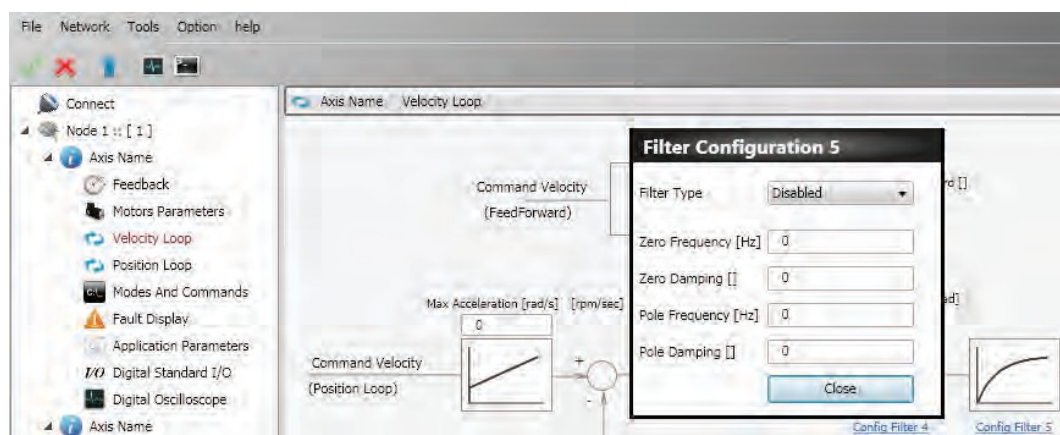 File Network Tools Option help
Connect
Node 1 :: [ 1 ]
Axis Name
Feedback
Motors Parameters
Velocity Loop
Position Loop
Modes And Commands
Fault Display
Application Parameters
I/O Digital Standard I/O
Digital Oscilloscope
Axis Name
Axis Name Velocity Loop
Command Velocity
(FeedForward)
Max Acceleration [rad/s] [rpm/sec]
0
Command Velocity
(Position Loop)
+
-
Filter Configuration 5
Filter Type Disabled
Zero Frequency [Hz] 0
Zero Damping [] 0
Pole Frequency [Hz] 0
Pole Damping [] 0
Close
Config Filter 4 Config Filter 5